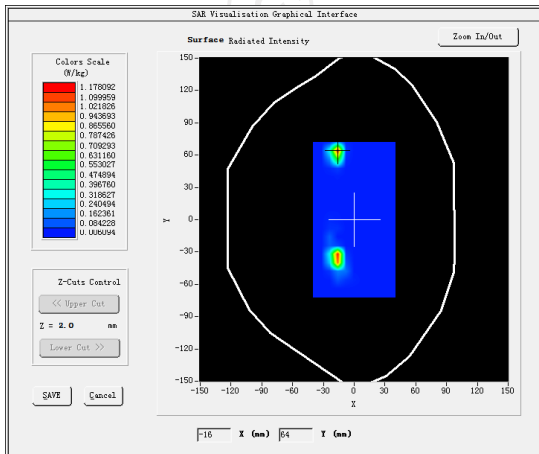 SAR Visualisation Graphical Interface
Surface Radiated Intensity
Zoom In/Out
Colors Scale
(W/kg)
1.178092
1.099959
1.021826
0.943693
0.865560
0.787426
0.709293
0.631160
0.553027
0.474894
0.396760
0.318627
0.240494
0.162361
0.084228
0.006094
Z-Cuts Control
<< Upper Cut
Z = 2.0 mm
Lower Cut >>
SAVE Cancel
150
120
90
60
30
0
-30
-60
-90
-120
-150
Y
-150 -120 -90 -60 -30 0 30 60 90 120 150
X
-16 X (mm) 64 Y (mm)